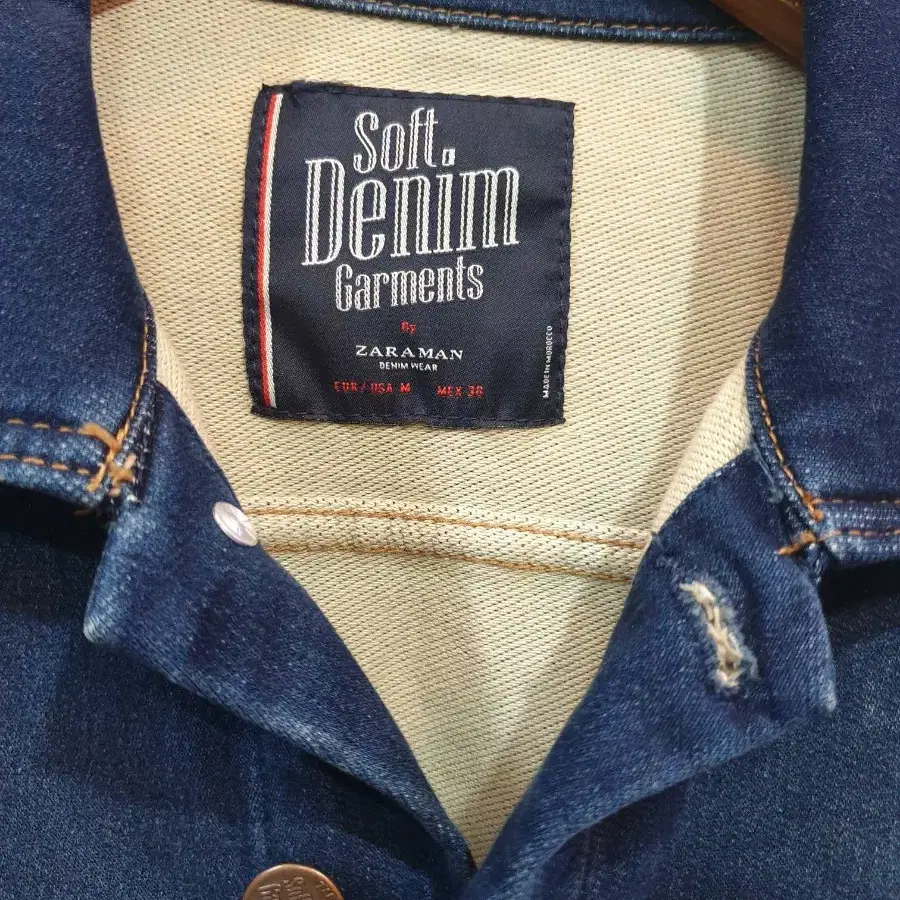 Soft.
Denim
Garments
By
ZARAMAN
DENIM WEAR
EUR/USA M MEX 38
MADE IN MOROCCO